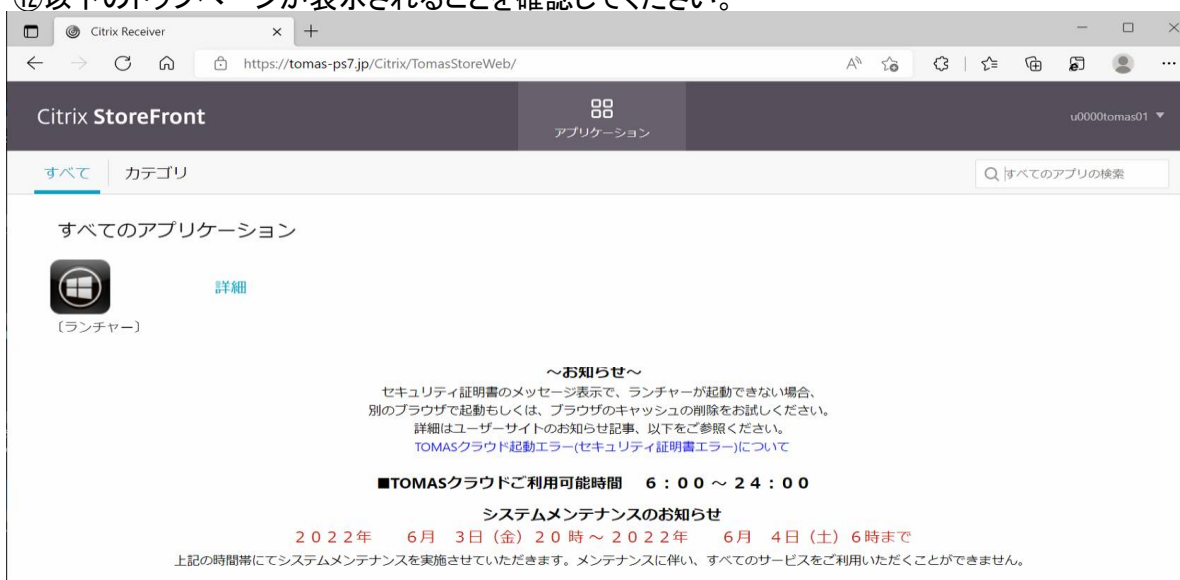 ⑫以下のトップページが表示されることを確認してください。
Citrix Receiver
https://tomas-ps7.jp/Citrix/TomasStoreWeb/
Citrix StoreFront
アプリケーション
u0000tomas01
すべて カテゴリ
すべてのアプリの検索
すべてのアプリケーション
詳細
〔ランチャー〕
～お知らせ～
セキュリティ証明書のメッセージ表示で、ランチャーが起動できない場合、
別のブラウザで起動もしくは、ブラウザのキャッシュの削除をお試しください。
詳細はユーザーサイトのお知らせ記事、以下をご参照ください。
TOMASクラウド起動エラー(セキュリティ証明書エラー)について
■TOMASクラウドご利用可能時間 ６：００～２４：００
システムメンテナンスのお知らせ
２０２２年 ６月 ３日（金）２０時～２０２２年 ６月 ４日（土）６時まで
上記の時間帯にてシステムメンテナンスを実施させていただきます。メンテナンスに伴い、すべてのサービスをご利用いただくことができません。